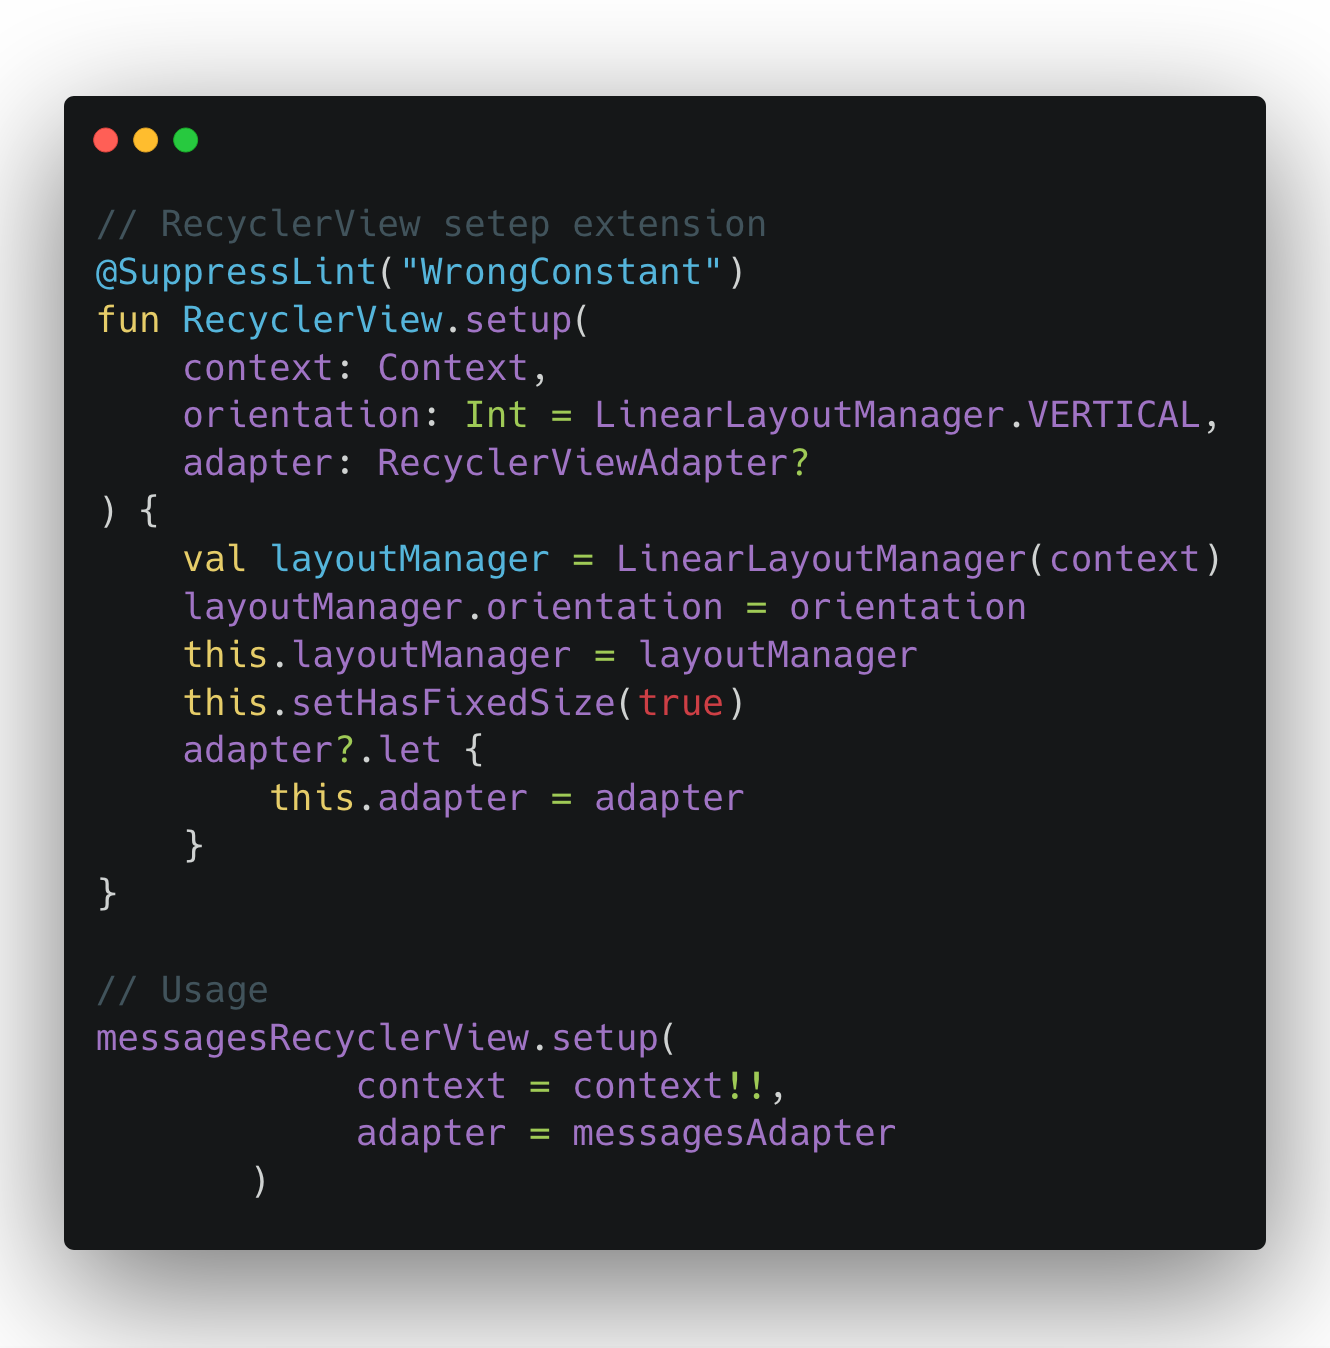 // RecyclerView setep extension
@SuppressLint("WrongConstant")
fun RecyclerView.setup(
    context: Context,
    orientation: Int = LinearLayoutManager.VERTICAL,
    adapter: RecyclerViewAdapter?
) {
    val layoutManager = LinearLayoutManager(context)
    layoutManager.orientation = orientation
    this.layoutManager = layoutManager
    this.setHasFixedSize(true)
    adapter?.let {
        this.adapter = adapter
    }
}

// Usage
messagesRecyclerView.setup(
            context = context!!,
            adapter = messagesAdapter
       )